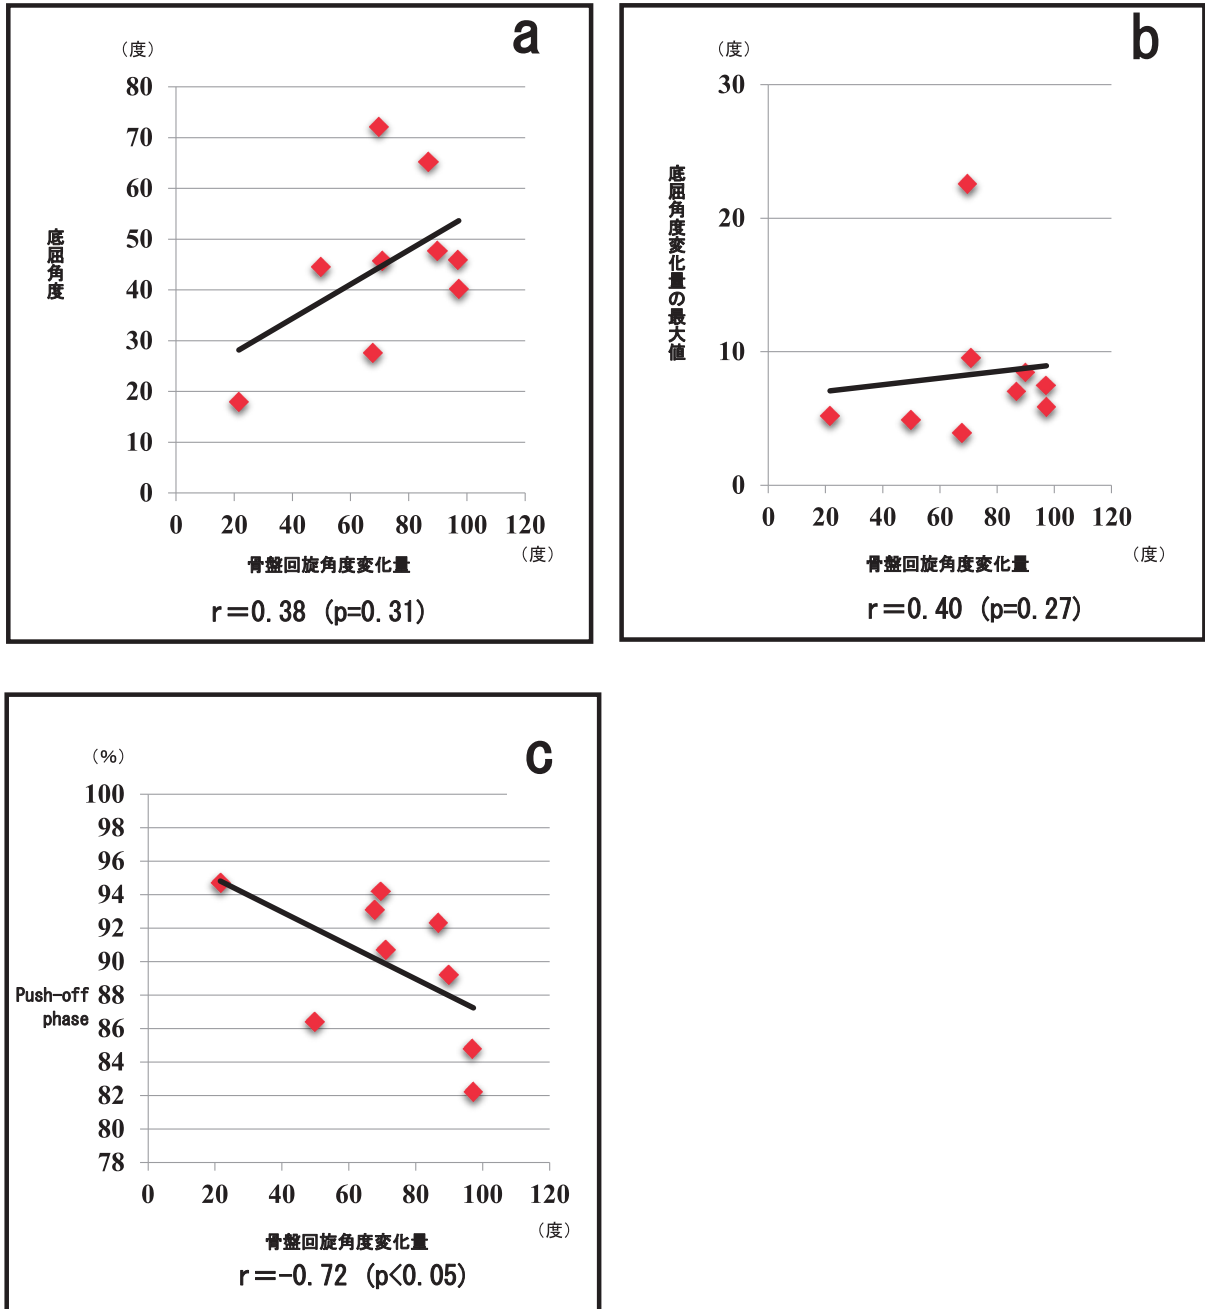 a
(度)
80
70
60
50
40
30
20
10
0
底屈角度
0 20 40 60 80 100 120
(度)
骨盤回旋角度変化量
r=0.38 (p=0.31)
b
(度)
30
20
10
0
底屈角度変化量の最大値
0 20 40 60 80 100 120
(度)
骨盤回旋角度変化量
r=0.40 (p=0.27)
c
(%)
100
98
96
94
92
90
88
86
84
82
80
78
Push-off
phase
0 20 40 60 80 100 120
(度)
骨盤回旋角度変化量
r=-0.72 (p<0.05)